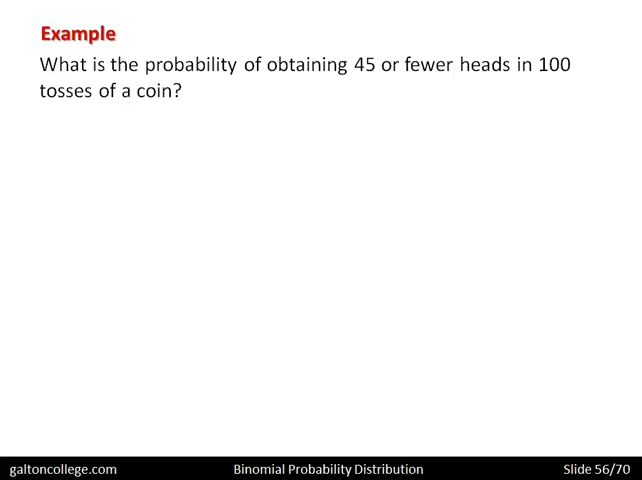 Example
What is the probability of obtaining 45 or fewer heads in 100
tosses of a coin?
galtoncollege.com Binomial Probability Distribution Slide 56/70